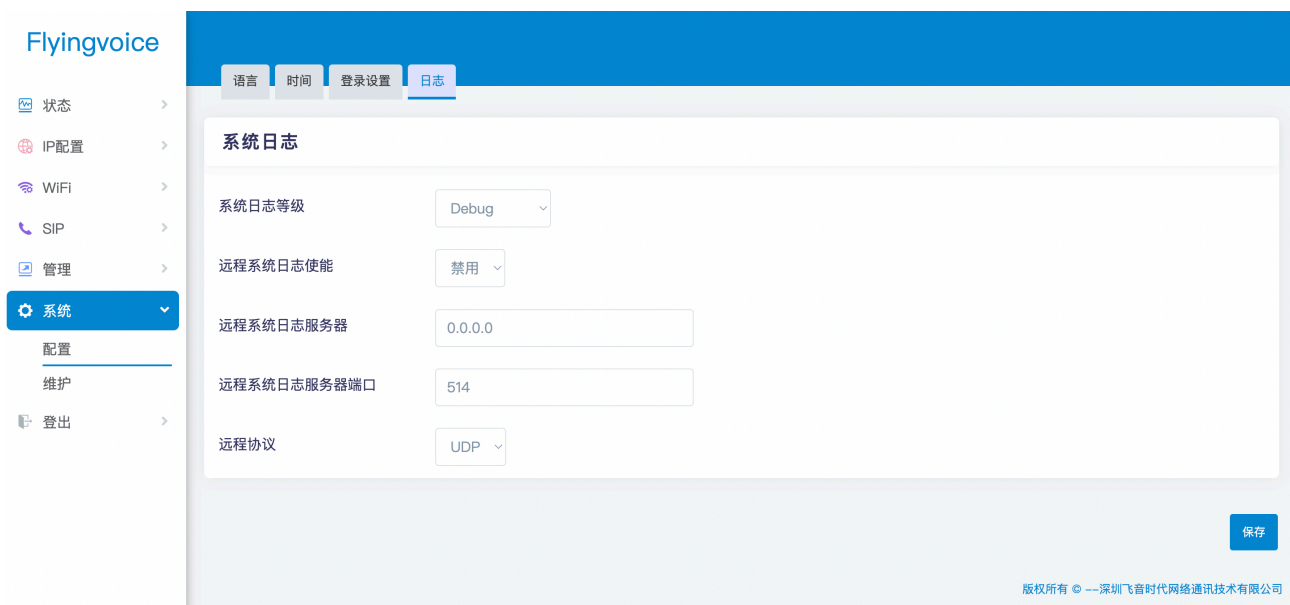 Flyingvoice
状态
IP配置
WiFi
SIP
管理
系统
配置
维护
登出
语言
时间
登录设置
日志
系统日志
系统日志等级
Debug
远程系统日志使能
禁用
远程系统日志服务器
0.0.0.0
远程系统日志服务器端口
514
远程协议
UDP
保存
版权所有 © --深圳飞音时代网络通讯技术有限公司